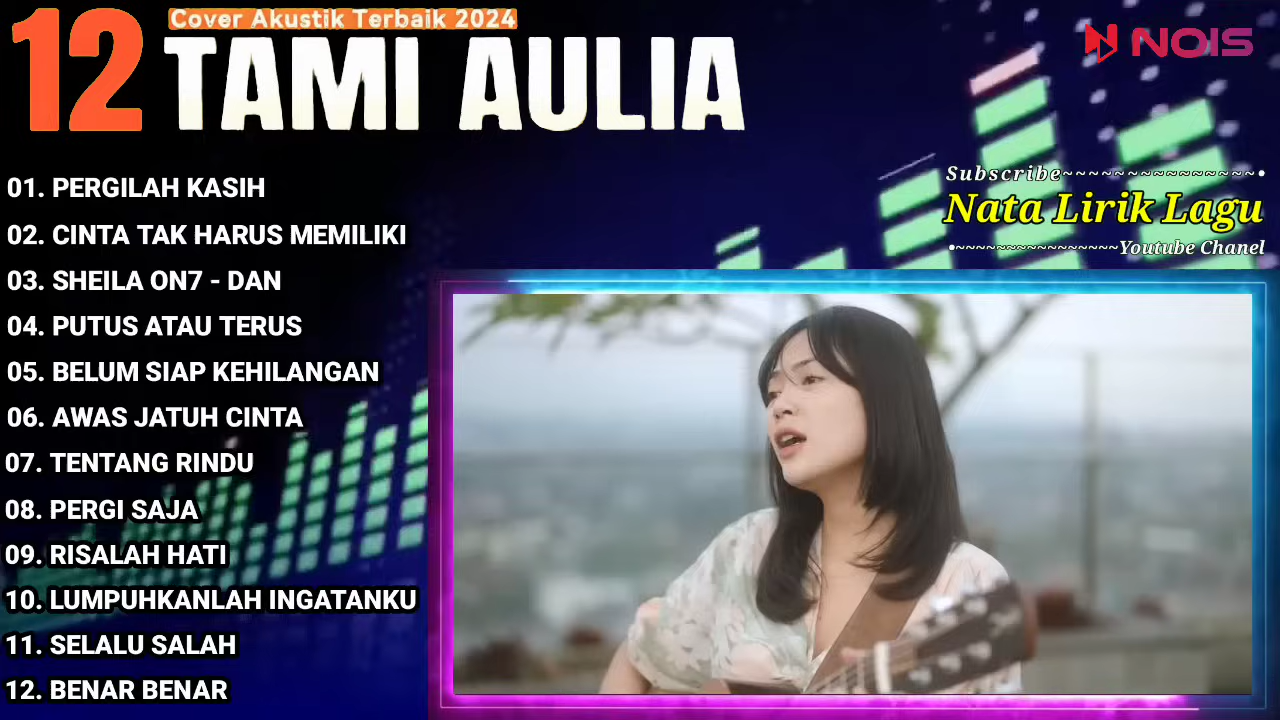 12
Cover Akustik Terbaik 2024
TAMI AULIA
NOIS
Subscribe~~~~~~~~~~~~~~~•
Nata Lirik Lagu
•~~~~~~~~~~~~~~~~Youtube Chanel
01. PERGILAH KASIH
02. CINTA TAK HARUS MEMILIKI
03. SHEILA ON7 - DAN
04. PUTUS ATAU TERUS
05. BELUM SIAP KEHILANGAN
06. AWAS JATUH CINTA
07. TENTANG RINDU
08. PERGI SAJA
09. RISALAH HATI
10. LUMPUHKANLAH INGATANKU
11. SELALU SALAH
12. BENAR BENAR